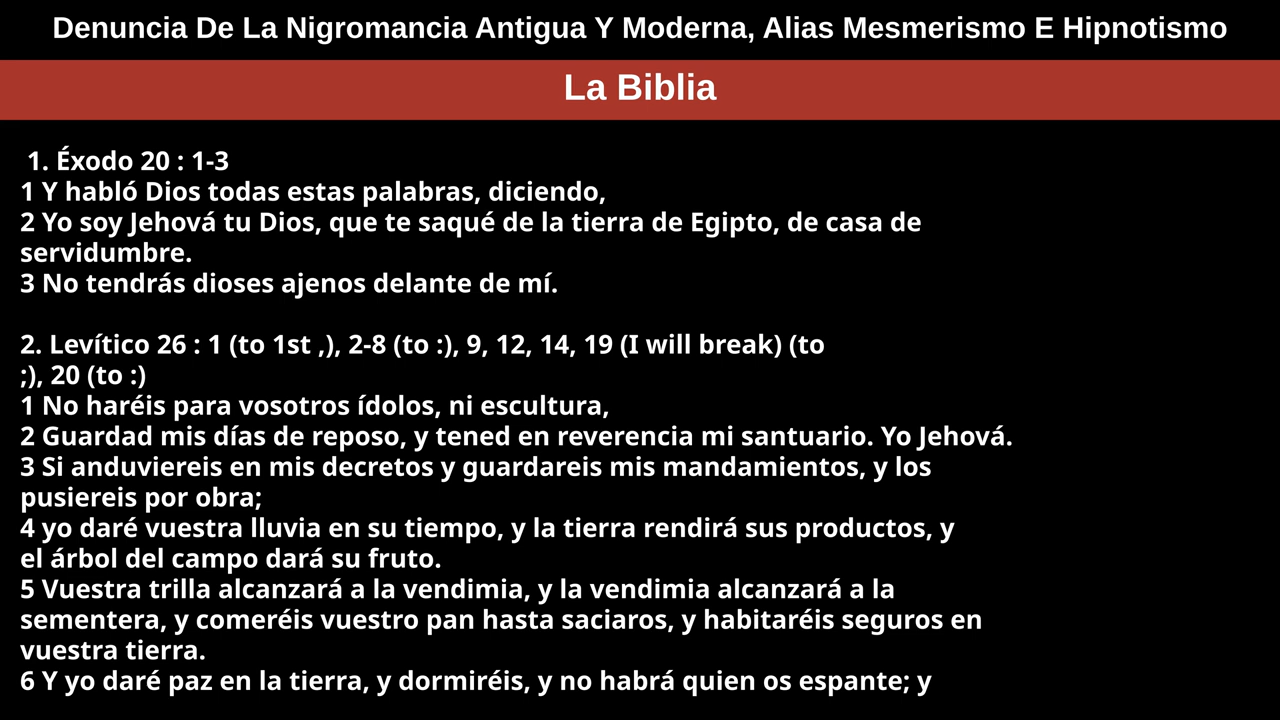 Denuncia De La Nigromancia Antigua Y Moderna, Alias Mesmerismo E Hipnotismo
La Biblia
1. Éxodo 20 : 1-3
1 Y habló Dios todas estas palabras, diciendo,
2 Yo soy Jehová tu Dios, que te saqué de la tierra de Egipto, de casa de
servidumbre.
3 No tendrás dioses ajenos delante de mí.
2. Levítico 26 : 1 (to 1st ,), 2-8 (to :), 9, 12, 14, 19 (I will break) (to
;), 20 (to :)
1 No haréis para vosotros ídolos, ni escultura,
2 Guardad mis días de reposo, y tened en reverencia mi santuario. Yo Jehová.
3 Si anduviereis en mis decretos y guardareis mis mandamientos, y los
pusiereis por obra;
4 yo daré vuestra lluvia en su tiempo, y la tierra rendirá sus productos, y
el árbol del campo dará su fruto.
5 Vuestra trilla alcanzará a la vendimia, y la vendimia alcanzará a la
sementera, y comeréis vuestro pan hasta saciaros, y habitaréis seguros en
vuestra tierra.
6 Y yo daré paz en la tierra, y dormiréis, y no habrá quien os espante; y